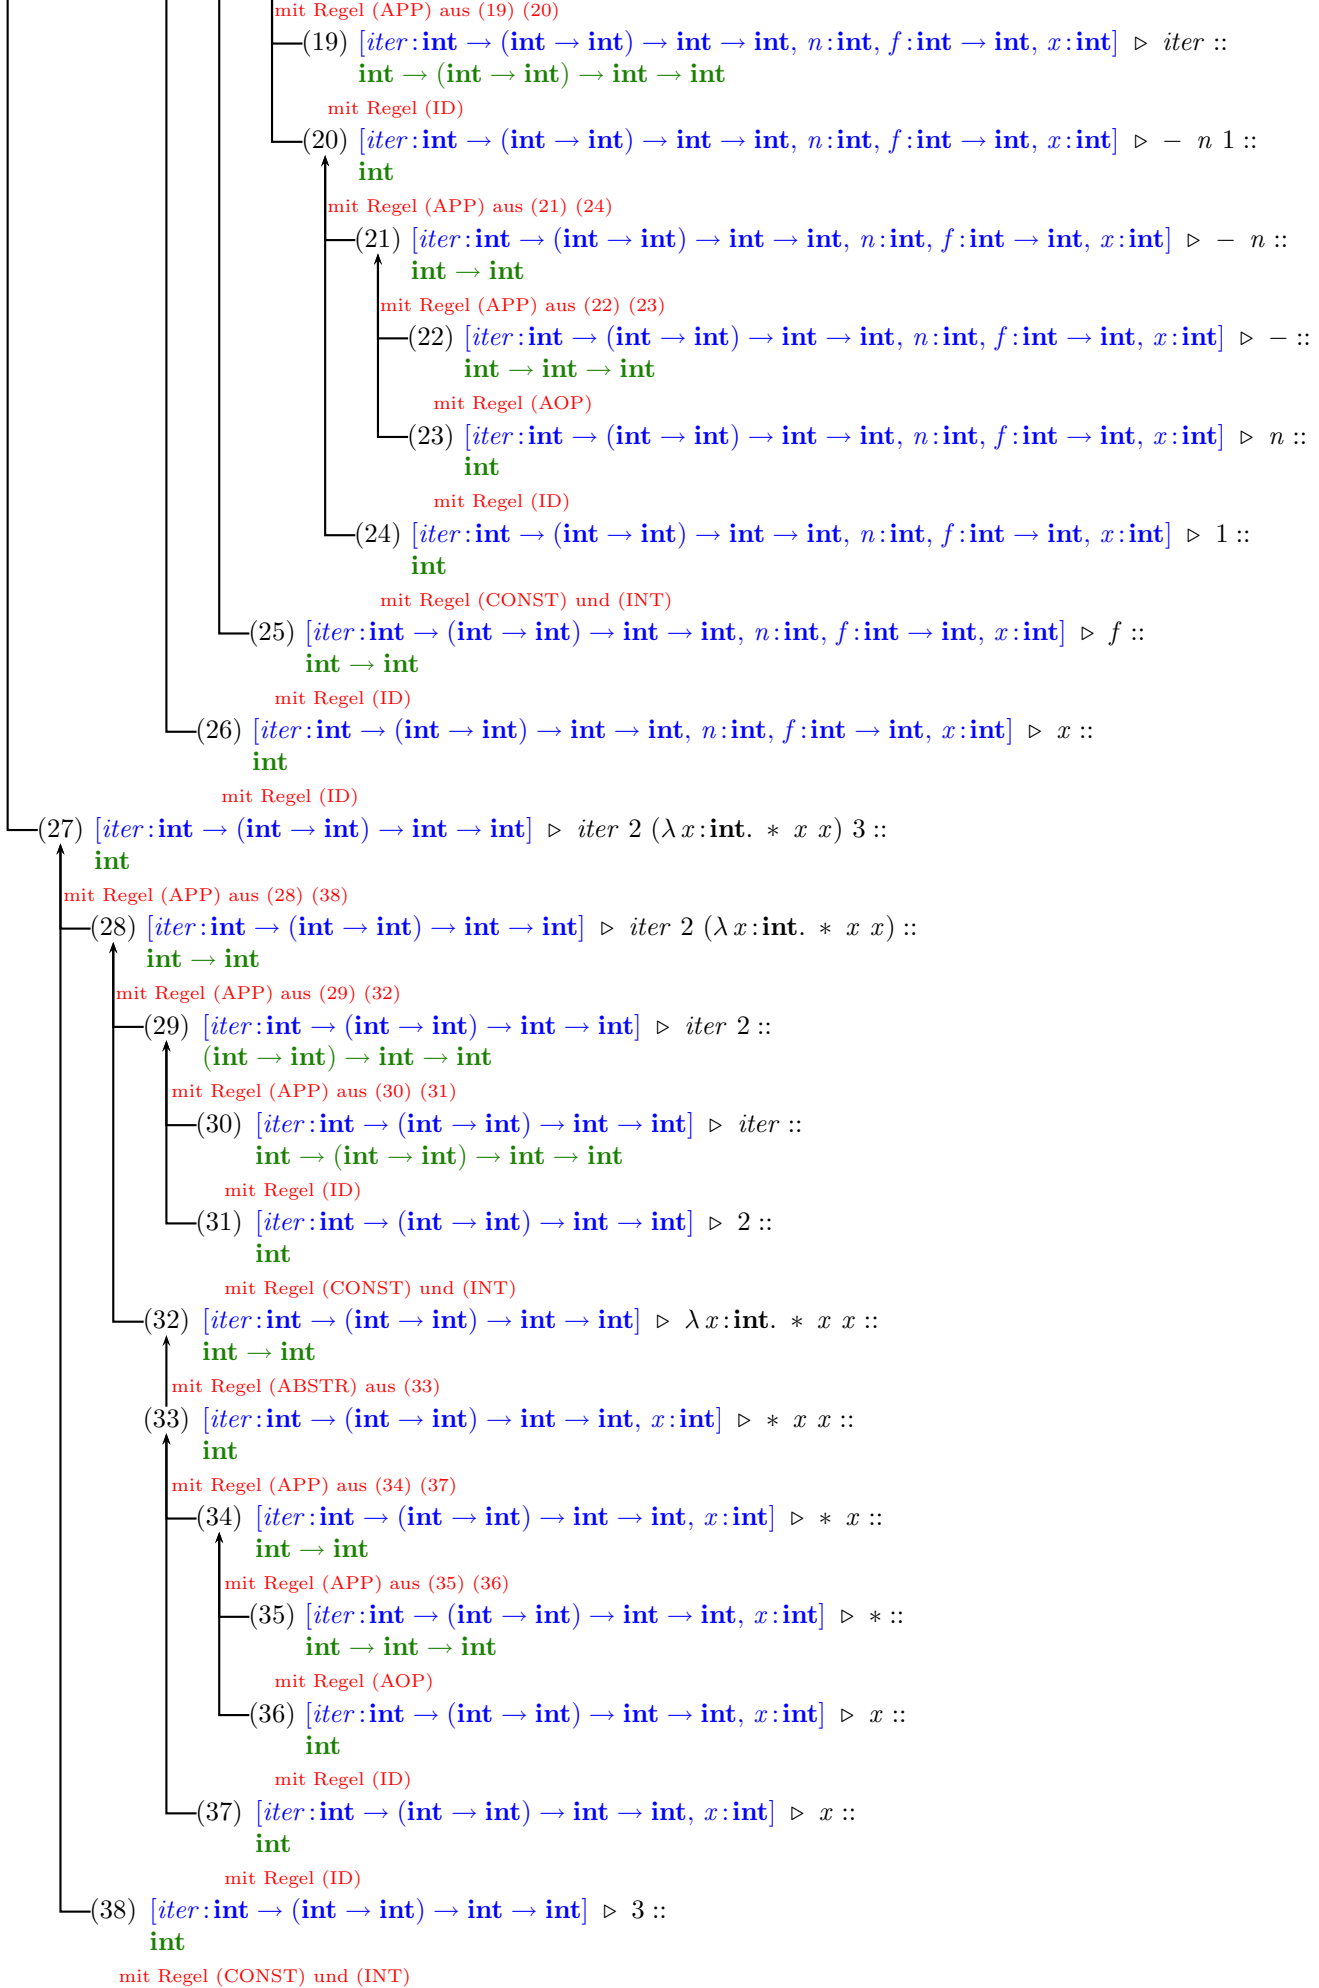 mit Regel (APP) aus (19) (20)
(19) [iter : int → (int → int) → int → int, n : int, f : int → int, x : int] ▷ iter ::
int → (int → int) → int → int
mit Regel (ID)
(20) [iter : int → (int → int) → int → int, n : int, f : int → int, x : int] ▷ − n 1 ::
int
mit Regel (APP) aus (21) (24)
(21) [iter : int → (int → int) → int → int, n : int, f : int → int, x : int] ▷ − n ::
int → int
mit Regel (APP) aus (22) (23)
(22) [iter : int → (int → int) → int → int, n : int, f : int → int, x : int] ▷ − ::
int → int → int
mit Regel (AOP)
(23) [iter : int → (int → int) → int → int, n : int, f : int → int, x : int] ▷ n ::
int
mit Regel (ID)
(24) [iter : int → (int → int) → int → int, n : int, f : int → int, x : int] ▷ 1 ::
int
mit Regel (CONST) und (INT)
(25) [iter : int → (int → int) → int → int, n : int, f : int → int, x : int] ▷ f ::
int → int
mit Regel (ID)
(26) [iter : int → (int → int) → int → int, n : int, f : int → int, x : int] ▷ x ::
int
mit Regel (ID)
(27) [iter : int → (int → int) → int → int] ▷ iter 2 (λ x : int. ∗ x x) 3 ::
int
mit Regel (APP) aus (28) (38)
(28) [iter : int → (int → int) → int → int] ▷ iter 2 (λ x : int. ∗ x x) ::
int → int
mit Regel (APP) aus (29) (32)
(29) [iter : int → (int → int) → int → int] ▷ iter 2 ::
(int → int) → int → int
mit Regel (APP) aus (30) (31)
(30) [iter : int → (int → int) → int → int] ▷ iter ::
int → (int → int) → int → int
mit Regel (ID)
(31) [iter : int → (int → int) → int → int] ▷ 2 ::
int
mit Regel (CONST) und (INT)
(32) [iter : int → (int → int) → int → int] ▷ λ x : int. ∗ x x ::
int → int
mit Regel (ABSTR) aus (33)
(33) [iter : int → (int → int) → int → int, x : int] ▷ ∗ x x ::
int
mit Regel (APP) aus (34) (37)
(34) [iter : int → (int → int) → int → int, x : int] ▷ ∗ x ::
int → int
mit Regel (APP) aus (35) (36)
(35) [iter : int → (int → int) → int → int, x : int] ▷ ∗ ::
int → int → int
mit Regel (AOP)
(36) [iter : int → (int → int) → int → int, x : int] ▷ x ::
int
mit Regel (ID)
(37) [iter : int → (int → int) → int → int, x : int] ▷ x ::
int
mit Regel (ID)
(38) [iter : int → (int → int) → int → int] ▷ 3 ::
int
mit Regel (CONST) und (INT)